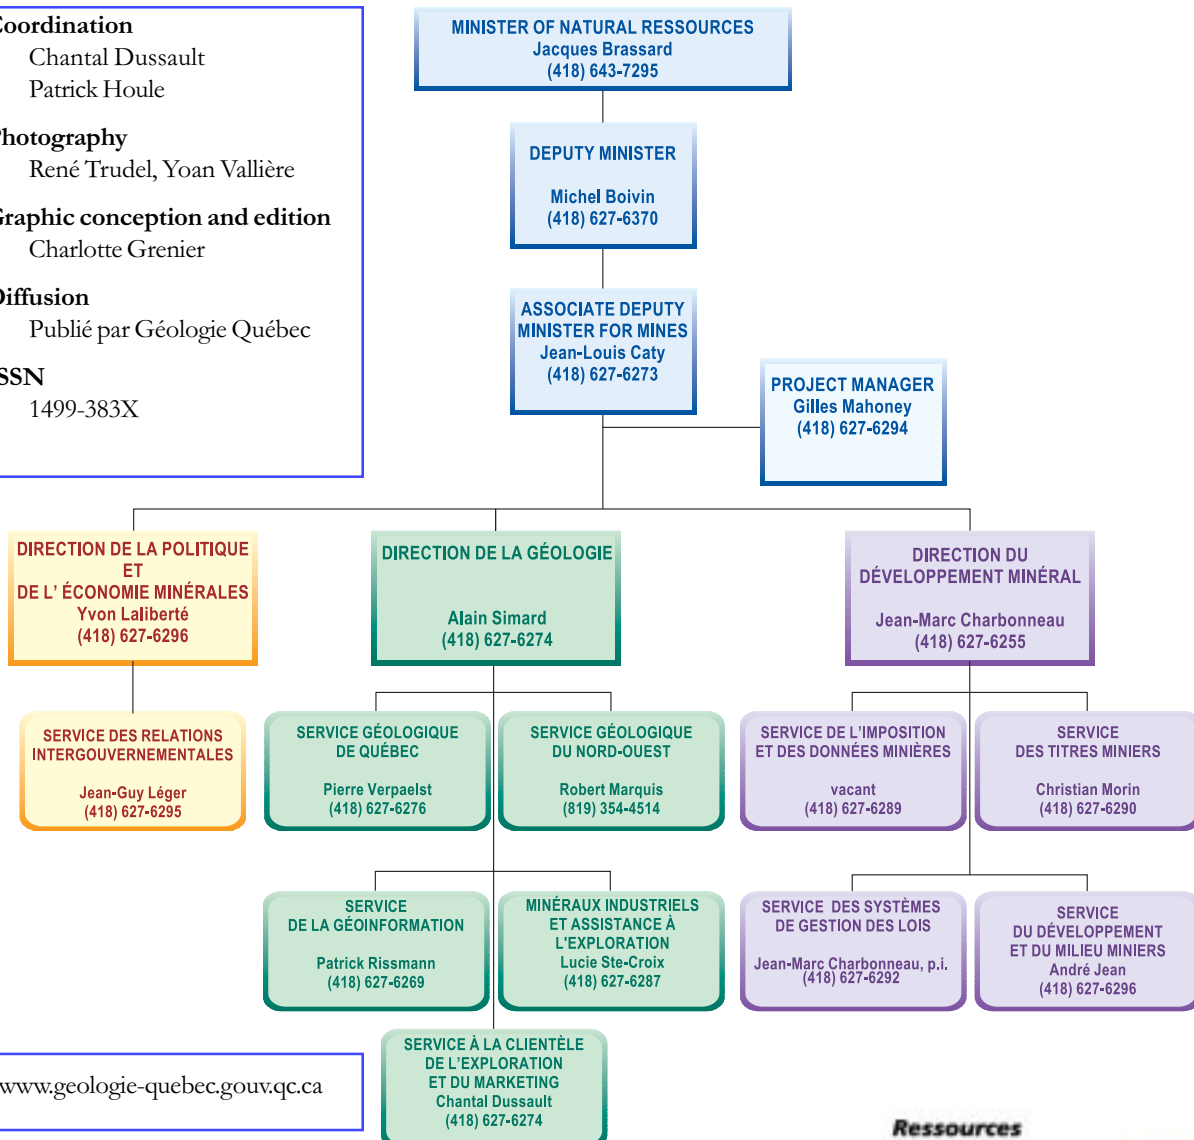 oordination
Chantal Dussault
Patrick Houle
hotography
René Trudel, Yoan Vallière
raphic conception and edition
Charlotte Grenier
iffusion
Publié par Géologie Québec
SSN
1499-383X
MINISTER OF NATURAL RESSOURCES
Jacques Brassard
(418) 643-7295
DEPUTY MINISTER
Michel Boivin
(418) 627-6370
ASSOCIATE DEPUTY
MINISTER FOR MINES
Jean-Louis Caty
(418) 627-6273
PROJECT MANAGER
Gilles Mahoney
(418) 627-6294
DIRECTION DE LA POLITIQUE
ET
DE L' ÉCONOMIE MINÉRALES
Yvon Laliberté
(418) 627-6296
DIRECTION DE LA GÉOLOGIE
Alain Simard
(418) 627-6274
DIRECTION DU
DÉVELOPPEMENT MINÉRAL
Jean-Marc Charbonneau
(418) 627-6255
SERVICE DES RELATIONS
INTERGOUVERNEMENTALES
Jean-Guy Léger
(418) 627-6295
SERVICE GÉOLOGIQUE
DE QUÉBEC
Pierre Verpaelst
(418) 627-6276
SERVICE GÉOLOGIQUE
DU NORD-OUEST
Robert Marquis
(819) 354-4514
SERVICE DE L'IMPOSITION
ET DES DONNÉES MINIÈRES
vacant
(418) 627-6289
SERVICE
DES TITRES MINIERS
Christian Morin
(418) 627-6290
SERVICE
DE LA GÉOINFORMATION
Patrick Rissmann
(418) 627-6269
MINÉRAUX INDUSTRIELS
ET ASSISTANCE À
L'EXPLORATION
Lucie Ste-Croix
(418) 627-6287
SERVICE DES SYSTÈMES
DE GESTION DES LOIS
Jean-Marc Charbonneau, p.i.
(418) 627-6292
SERVICE
DU DÉVELOPPEMENT
ET DU MILIEU MINIERS
André Jean
(418) 627-6296
SERVICE À LA CLIENTÈLE
DE L'EXPLORATION
ET DU MARKETING
Chantal Dussault
(418) 627-6274
www.geologie-quebec.gouv.qc.ca
Ressources